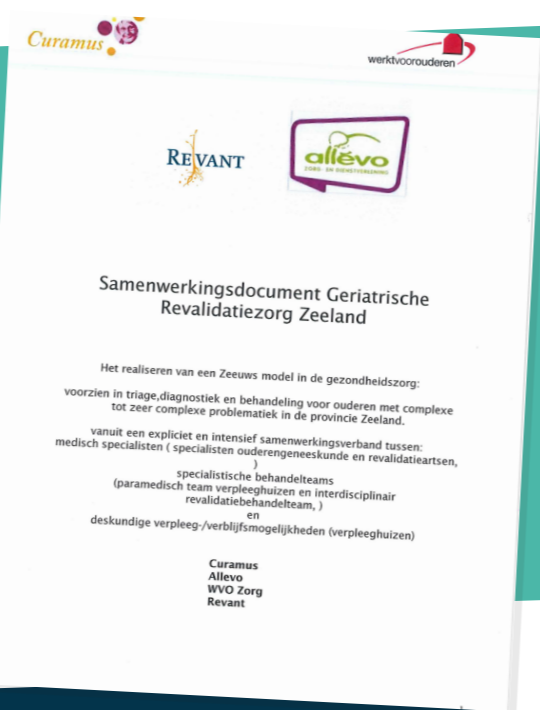 Curamus
werktvoorouderen
REVANT
allévo
ZORG- EN DIENSTVERLENING
Samenwerkingsdocument Geriatrische
Revalidatiezorg Zeeland
Het realiseren van een Zeeuws model in de gezondheidszorg:
voorzien in triage,diagnostiek en behandeling voor ouderen met complexe
tot zeer complexe problematiek in de provincie Zeeland.
vanuit een expliciet en intensief samenwerkingsverband tussen:
medisch specialisten ( specialisten ouderengeneeskunde en revalidatieartsen,
)
specialistische behandelteams
(paramedisch team verpleeghuizen en interdisciplinair
revalidatiebehandelteam, )
en
deskundige verpleeg-/verblijfsmogelijkheden (verpleeghuizen)
Curamus
Allevo
WVO Zorg
Revant